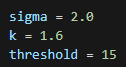 sigma = 2.0
k = 1.6
threshold = 15